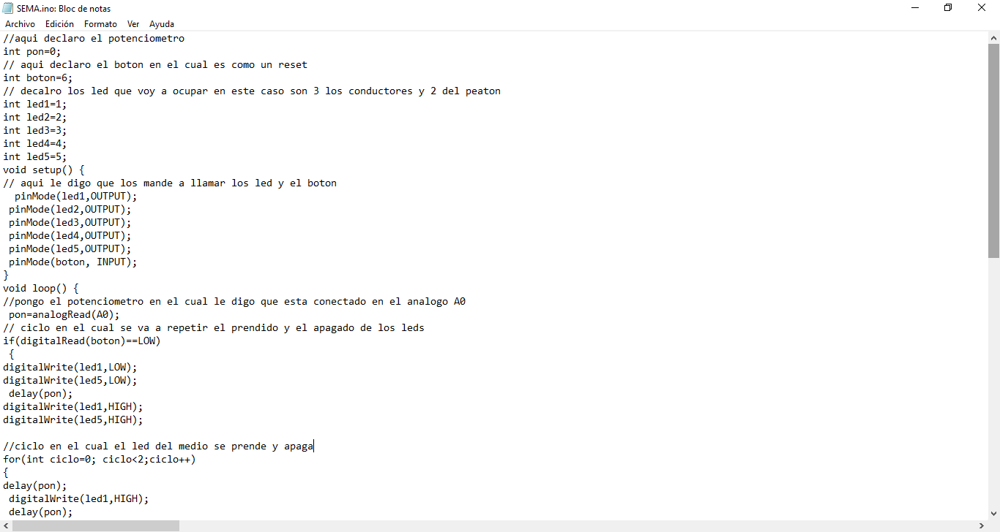 SEMA.ino: Bloc de notas
Archivo Edición Formato Ver Ayuda
//aqui declaro el potenciometro
int pon=0;
// aqui declaro el boton en el cual es como un reset
int boton=6;
// decalro los led que voy a ocupar en este caso son 3 los conductores y 2 del peaton
int led1=1;
int led2=2;
int led3=3;
int led4=4;
int led5=5;
void setup() {
// aqui le digo que los mande a llamar los led y el boton
  pinMode(led1,OUTPUT);
 pinMode(led2,OUTPUT);
 pinMode(led3,OUTPUT);
 pinMode(led4,OUTPUT);
 pinMode(led5,OUTPUT);
 pinMode(boton, INPUT);
}
void loop() {
//pongo el potenciometro en el cual le digo que esta conectado en el analogo A0
 pon=analogRead(A0);
// ciclo en el cual se va a repetir el prendido y el apagado de los leds
if(digitalRead(boton)==LOW)
 {
digitalWrite(led1,LOW);
digitalWrite(led5,LOW);
 delay(pon);
digitalWrite(led1,HIGH);
digitalWrite(led5,HIGH);
//ciclo en el cual el led del medio se prende y apaga
for(int ciclo=0; ciclo<2;ciclo++)
{
delay(pon);
 digitalWrite(led1,HIGH);
 delay(pon);